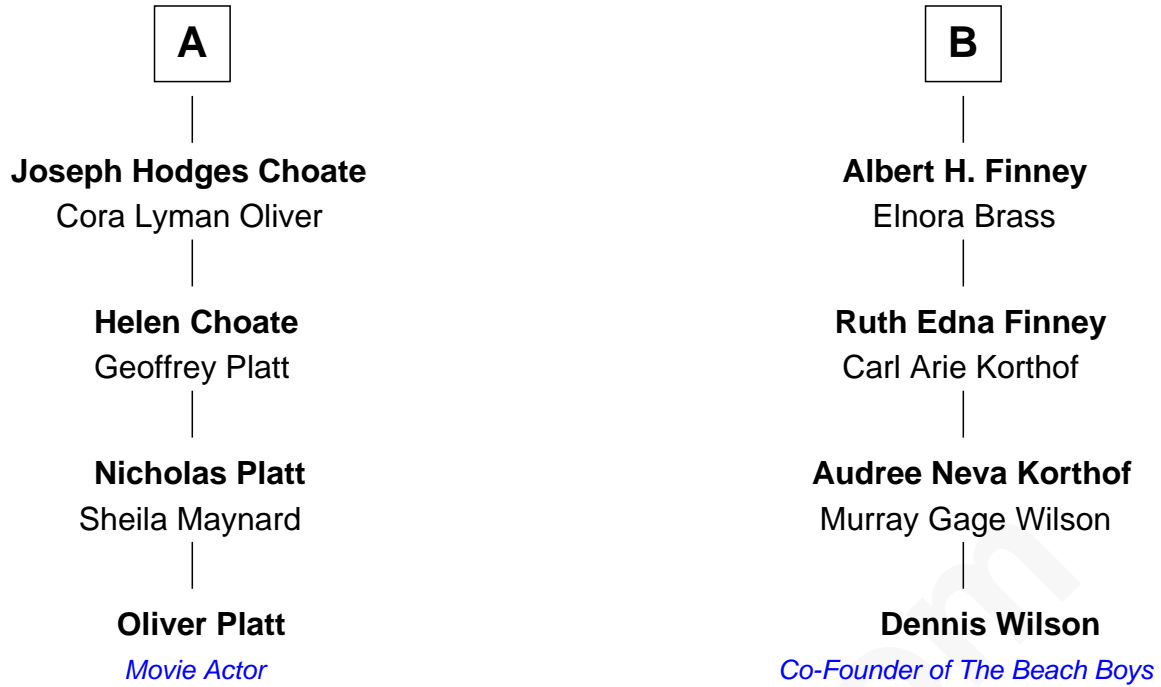 A
Joseph Hodges Choate
Cora Lyman Oliver
Helen Choate
Geoffrey Platt
Nicholas Platt
Sheila Maynard
Oliver Platt
Movie Actor
B
Albert H. Finney
Elnora Brass
Ruth Edna Finney
Carl Arie Korthof
Audree Neva Korthof
Murray Gage Wilson
Dennis Wilson
Co-Founder of The Beach Boys